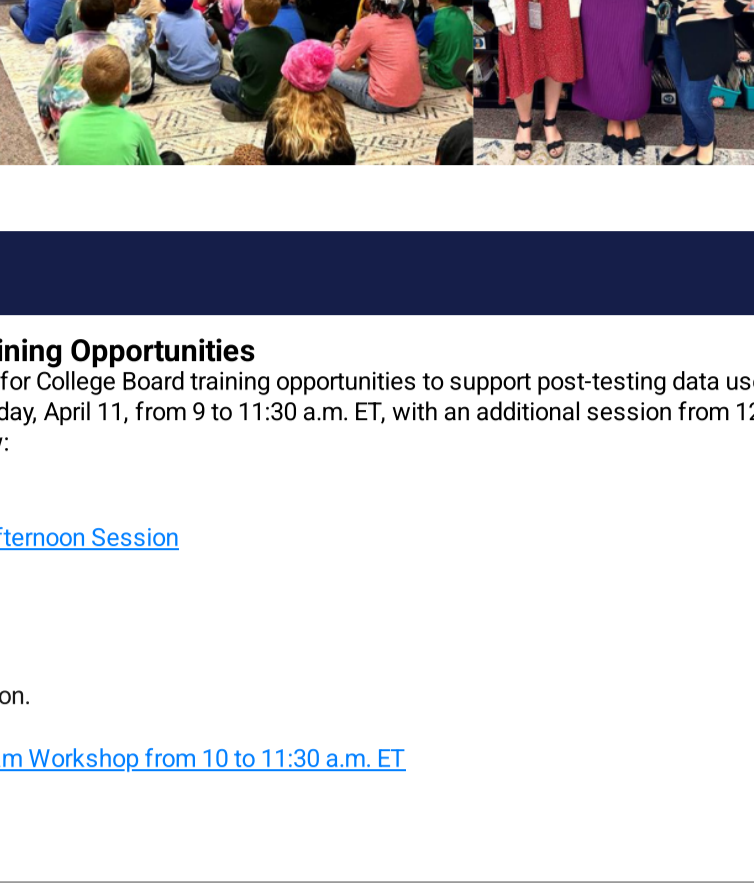 ining Opportunities
for College Board training opportunities to support post-testing data us
day, April 11, from 9 to 11:30 a.m. ET, with an additional session from 12
:
fternoon Session
on.
m Workshop from 10 to 11:30 a.m. ET